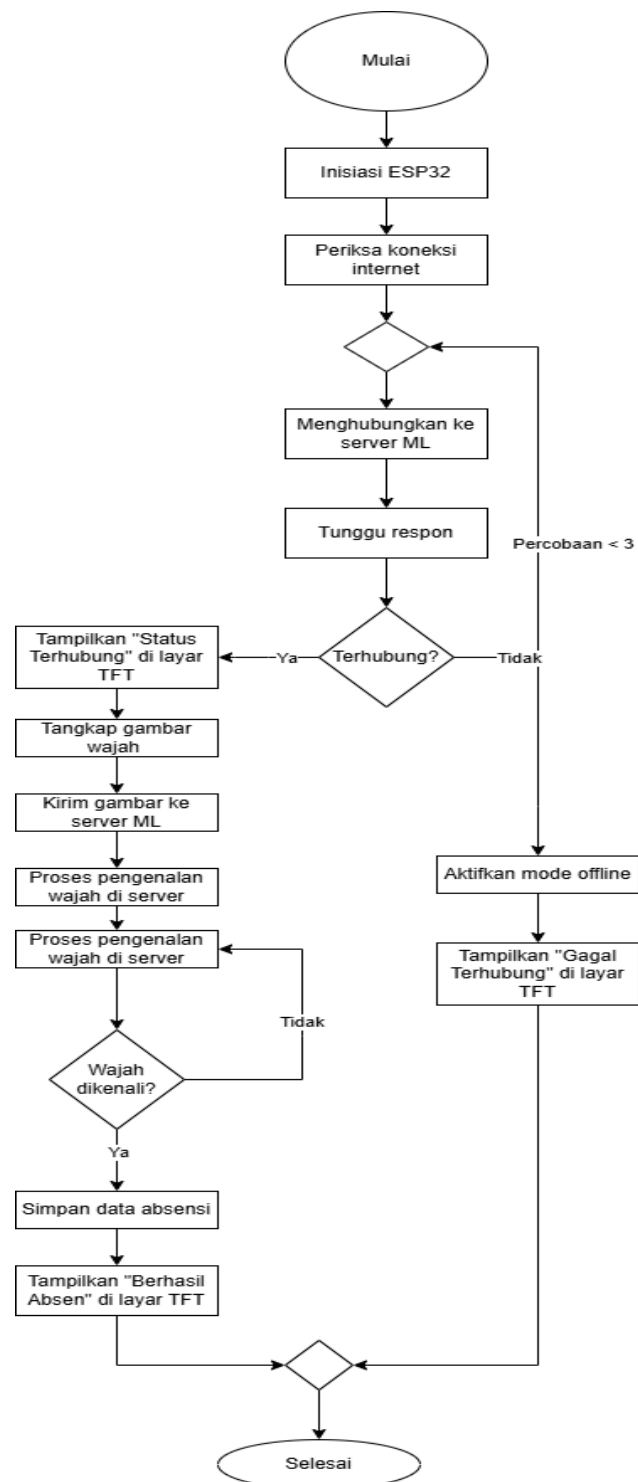 Mulai
Inisiasi ESP32
Periksa koneksi
internet
Menghubungkan ke
server ML
Tunggu respon
Percobaan < 3
Terhubung?
Ya
Tidak
Tampilkan "Status
Terhubung" di layar
TFT
Tangkap gambar
wajah
Kirim gambar ke
server ML
Proses pengenalan
wajah di server
Proses pengenalan
wajah di server
Tidak
Wajah
dikenali?
Ya
Simpan data absensi
Tampilkan "Berhasil
Absen" di layar TFT
Aktifkan mode offline
Tampilkan "Gagal
Terhubung" di layar
TFT
Selesai